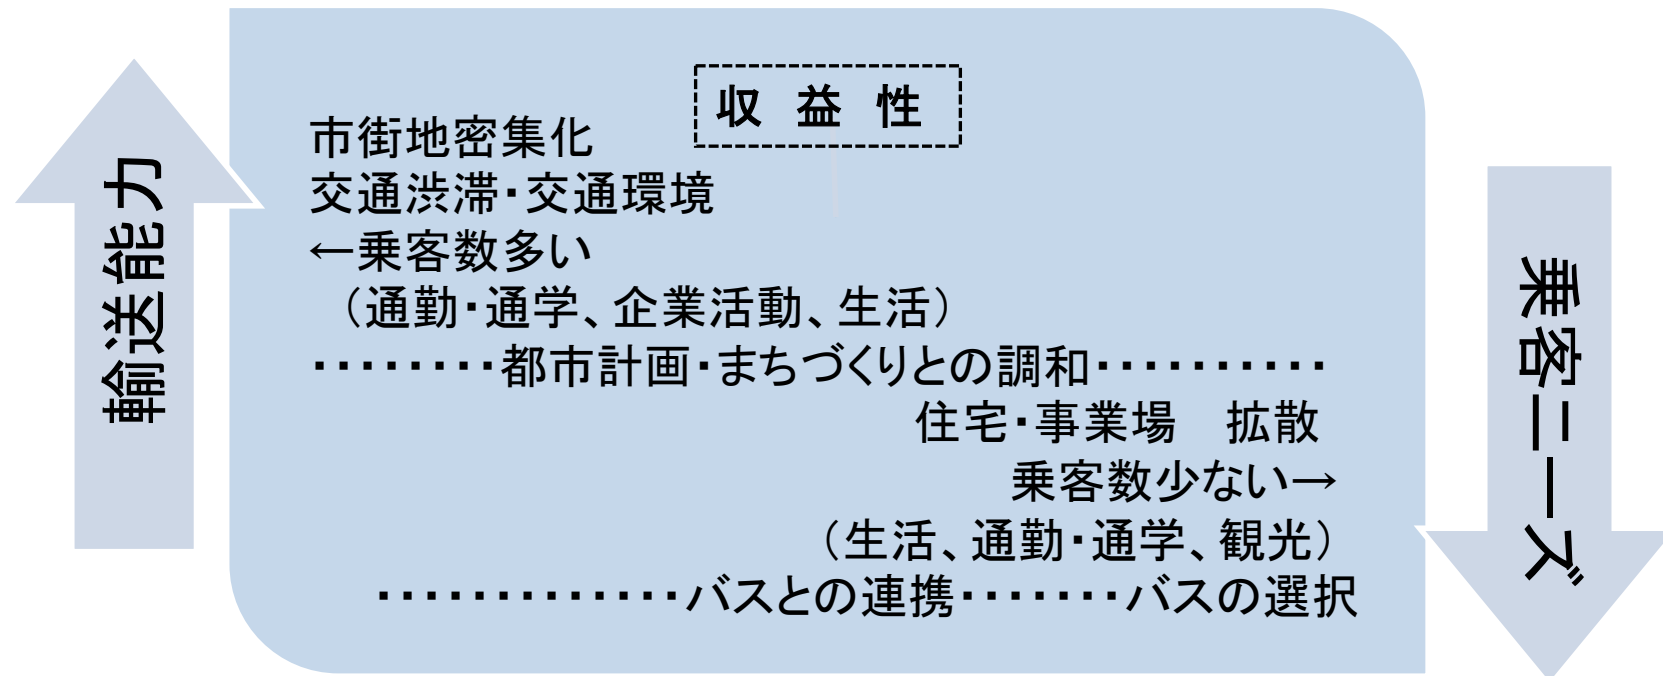 収 益 性
輸送能力
市街地密集化
交通渋滞・交通環境
←乗客数多い
（通勤・通学、企業活動、生活）
・・・・・・・・都市計画・まちづくりとの調和・・・・・・・・・・
住宅・事業場　拡散
乗客数少ない→
（生活、通勤・通学、観光）
・・・・・・・・・・・・・バスとの連携・・・・・・・バスの選択
乗客ニーズ